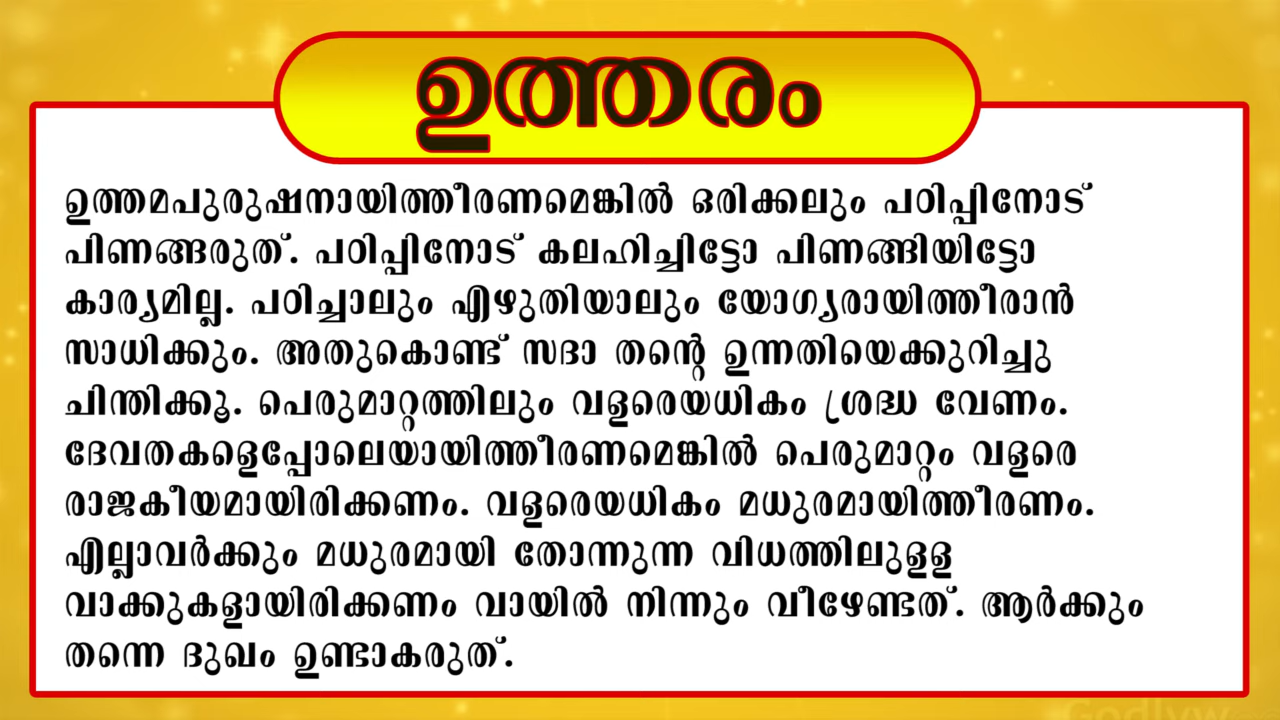 ഉത്തരം
ഉത്തമപുരുഷനായിത്തീരണമെങ്കിൽ ഒരിക്കലും പഠിപ്പിനോട്
പിണങ്ങരുത്. പഠിപ്പിനോട് കലഹിച്ചിട്ടോ പിണങ്ങിയിട്ടോ
കാര്യമില്ല. പഠിച്ചാലും എഴുതിയാലും യോഗ്യരായിത്തീരാൻ
സാധിക്കും. അതുകൊണ്ട് സദാ തന്റെ ഉന്നതിയെക്കുറിച്ചു
ചിന്തിക്കൂ. പെരുമാറ്റത്തിലും വളരെയധികം ശ്രദ്ധ വേണം.
ദേവതകളെപ്പോലെയായിത്തീരണമെങ്കിൽ പെരുമാറ്റം വളരെ
രാജകീയമായിരിക്കണം. വളരെയധികം മധുരമായിത്തീരണം.
എല്ലാവർക്കും മധുരമായി തോന്നുന്ന വിധത്തിലുളള
വാക്കുകളായിരിക്കണം വായിൽ നിന്നും വീഴേണ്ടത്. ആർക്കും
തന്നെ ദുഖം ഉണ്ടാകരുത്.